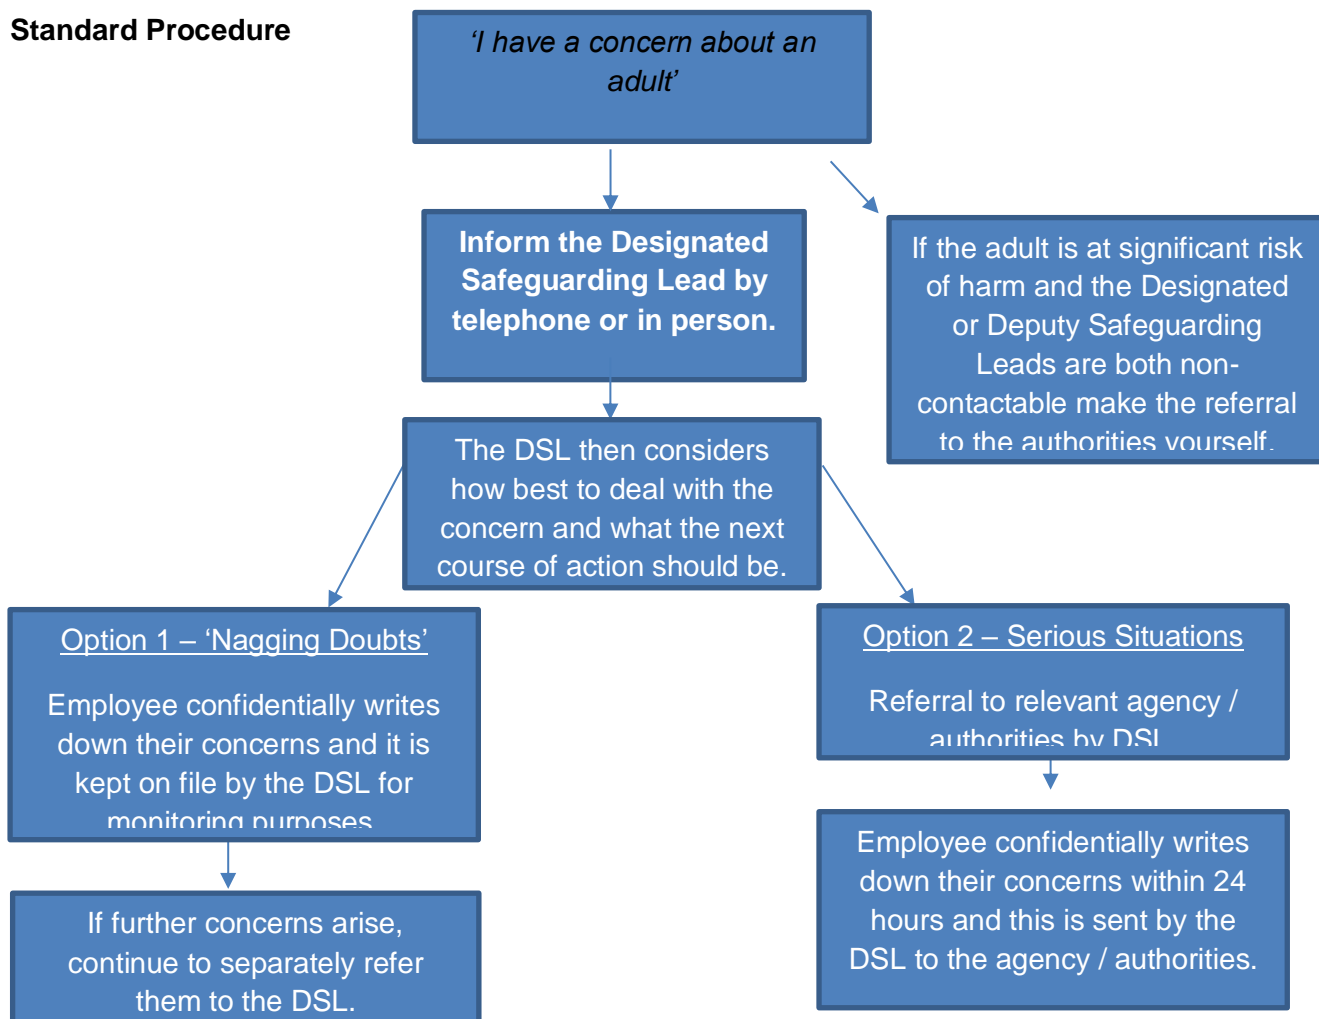 Standard Procedure
‘I have a concern about an
adult’
Inform the Designated
Safeguarding Lead by
telephone or in person.
If the adult is at significant risk
of harm and the Designated
or Deputy Safeguarding
Leads are both non-
contactable make the referral
to the authorities yourself.
The DSL then considers
how best to deal with the
concern and what the next
course of action should be.
Option 1 – ‘Nagging Doubts’
Employee confidentially writes
down their concerns and it is
kept on file by the DSL for
monitoring purposes
If further concerns arise,
continue to separately refer
them to the DSL.
Option 2 – Serious Situations
Referral to relevant agency /
authorities by DSL
Employee confidentially writes
down their concerns within 24
hours and this is sent by the
DSL to the agency / authorities.